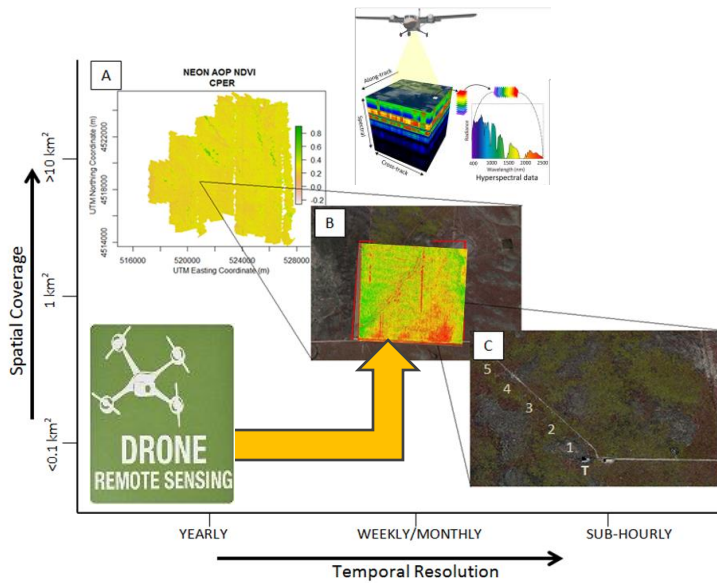 A
NEON AOP NDVI
CPER
UTM Northing Coordinate (m)
4522000
4518000
4514000
516000
520000
524000
528000
UTM Easting Coordinate (m)
0.8
0.6
0.4
0.2
0.0
-0.2
Along-track
Spectral
Cross-track
Radiance
1000
1500
2000
2500
Wavelength (nm)
Hyperspectral data
B
C
5
4
3
2
1
T
DRONE
REMOTE SENSING
Spatial Coverage
>10 km²
1 km²
<0.1 km²
YEARLY
WEEKLY/MONTHLY
SUB-HOURLY
Temporal Resolution